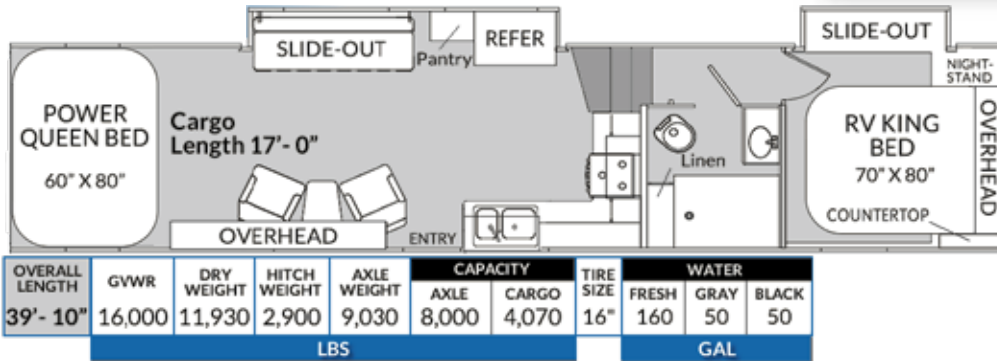 SLIDE-OUT
Pantry
REFER
SLIDE-OUT
NIGHT-
STAND
POWER
QUEEN BED
60" X 80"
Cargo
Length 17'- 0"
Linen
RV KING
BED
70" X 80"
OVERHEAD
COUNTERTOP
OVERHEAD
ENTRY
OVERALL
LENGTH
GVWR
DRY
WEIGHT
HITCH
WEIGHT
AXLE
WEIGHT
CAPACITY
AXLE
CARGO
TIRE
SIZE
WATER
FRESH
GRAY
BLACK
39'- 10"
16,000
11,930
2,900
9,030
8,000
4,070
16"
160
50
50
LBS
GAL